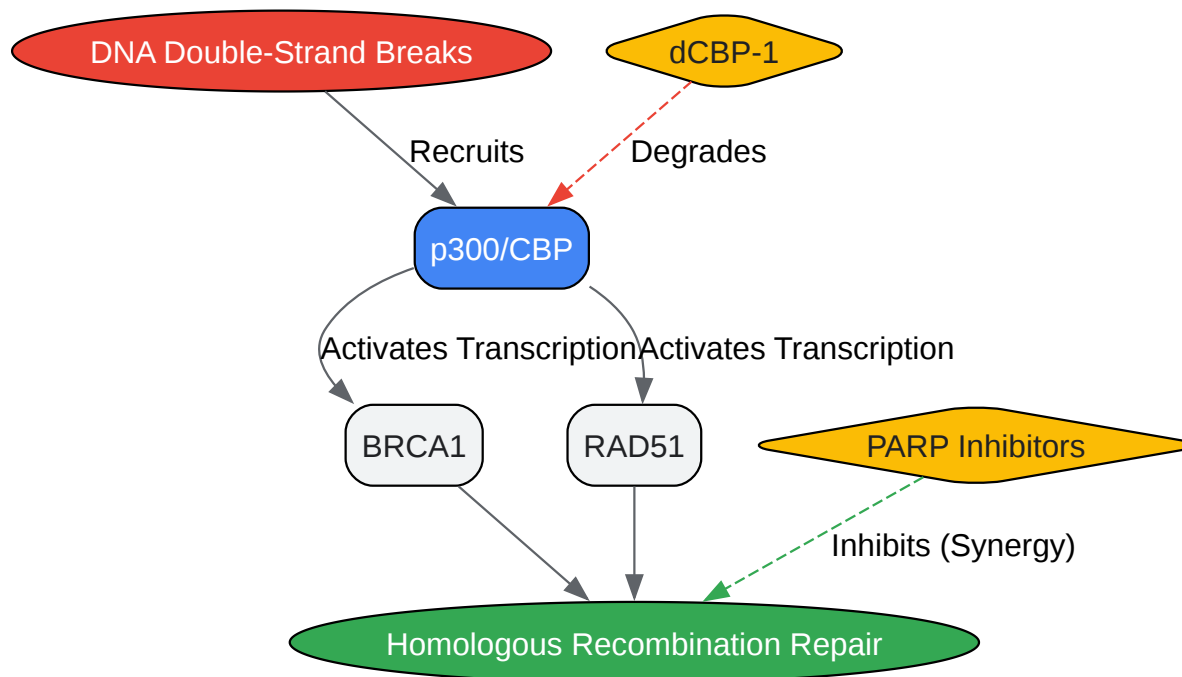 DNA Double-Strand Breaks
dCBP-1
Recruits
Degrades
p300/CBP
Activates Transcription
Activates Transcription
BRCA1
RAD51
PARP Inhibitors
Inhibits (Synergy)
Homologous Recombination Repair